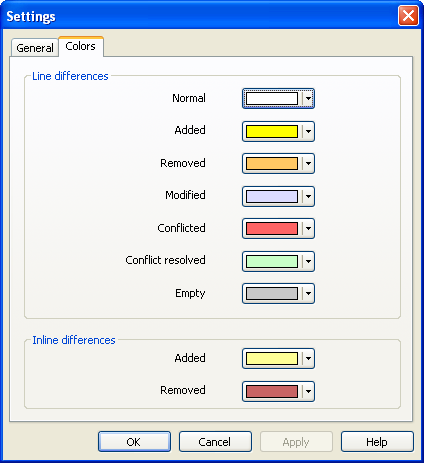 Settings
General Colors
Line differences
Normal
Added
Removed
Modified
Conflicted
Conflict resolved
Empty
Inline differences
Added
Removed
OK Cancel Apply Help